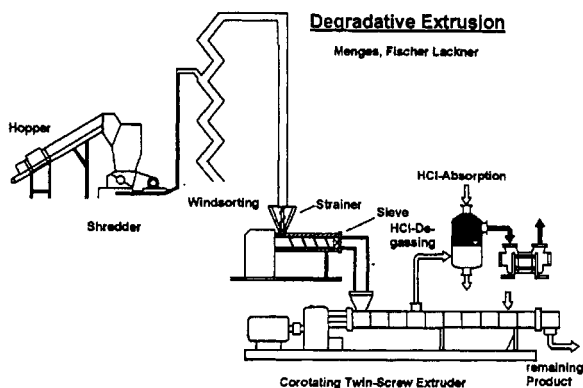 Degradative Extrusion
Menges, Fischer Lackner
Hopper
HCl-Absorption
Windsorting
Strainer
Sieve
Shredder
HCl-De-
gassing
remaining
Product
Corotating Twin-Screw Extruder